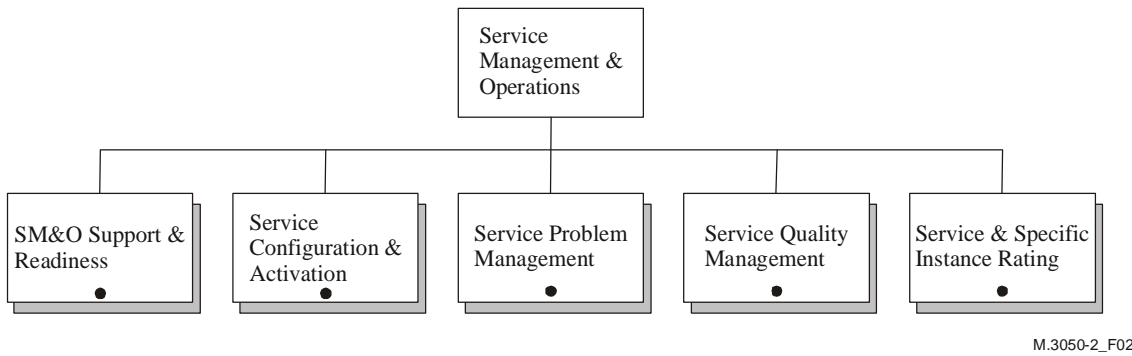 Service
Management &
Operations
SM&O Support &
Readiness
Service
Configuration &
Activation
Service Problem
Management
Service Quality
Management
Service & Specific
Instance Rating
M.3050-2_F02